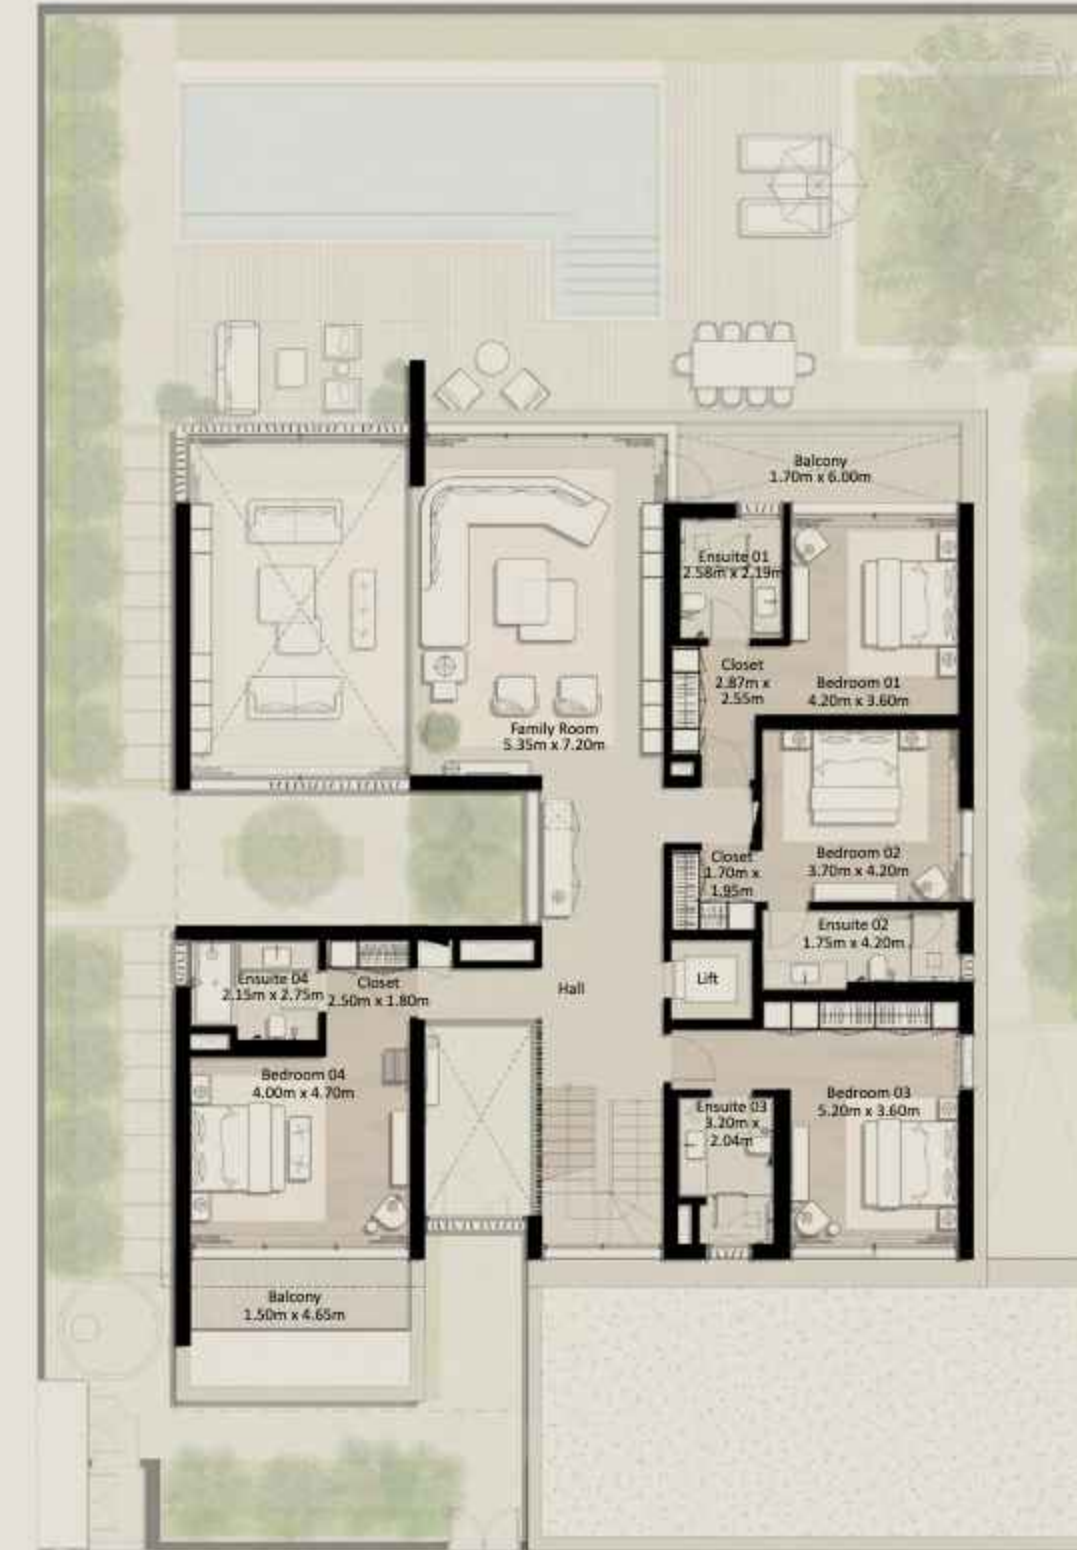 Balcony
1.70m x 6.00m
Ensuite 01
2.58m x 2.19m
Closet
2.87m x
2.55m
Bedroom 01
4.20m x 3.60m
Family Room
5.35m x 7.20m
Closet
1.70m x
1.95m
Bedroom 02
3.70m x 4.20m
Ensuite 02
1.75m x 4.20m
Ensuite 04
2.15m x 2.75m
Closet
2.50m x 1.80m
Hall
Lift
Bedroom 04
4.00m x 4.70m
Ensuite 03
3.20m x
2.04m
Bedroom 03
5.20m x 3.60m
Balcony
1.50m x 4.65m